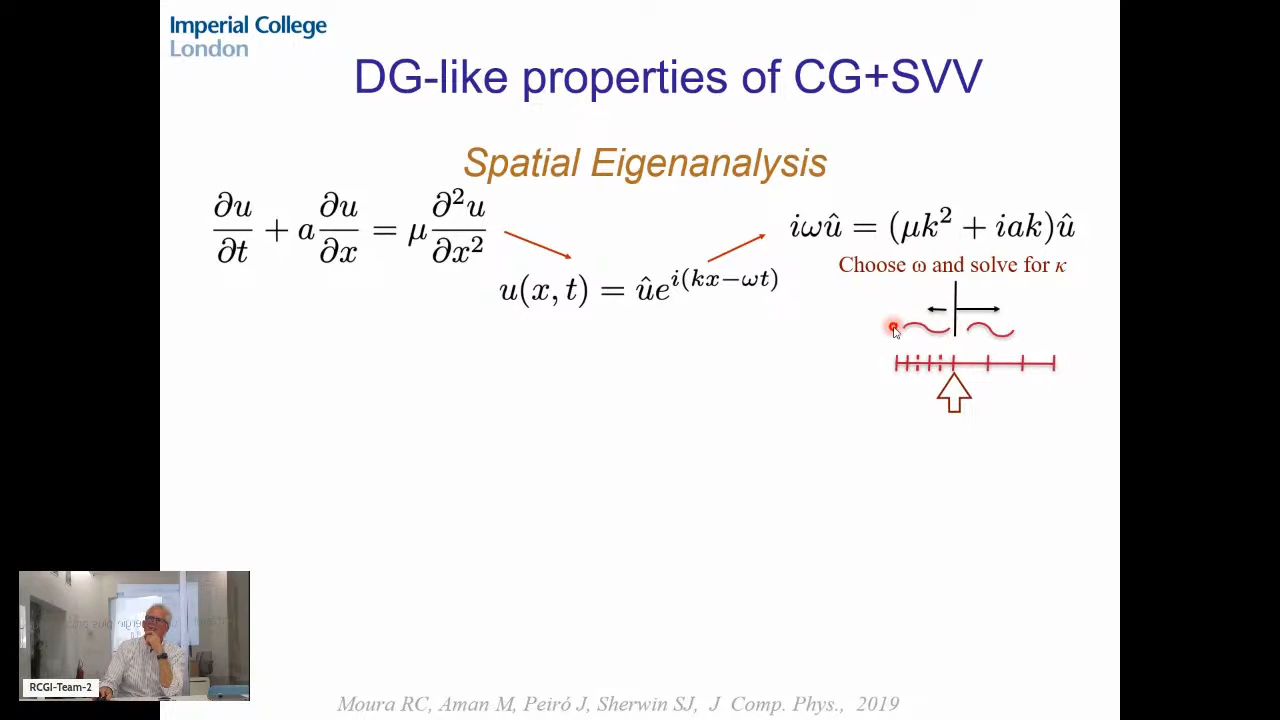 Imperial College
London
DG-like properties of CG+SVV
Spatial Eigenanalysis
∂u/∂t + a ∂u/∂x = μ ∂²u/∂x²
iωû = (μk² + iak)û
Choose ω and solve for κ
u(x, t) = ûe^{i(kx−ωt)}
RCGI-Team-2
Moura RC, Aman M, Peiró J, Sherwin SJ, J Comp. Phys., 2019